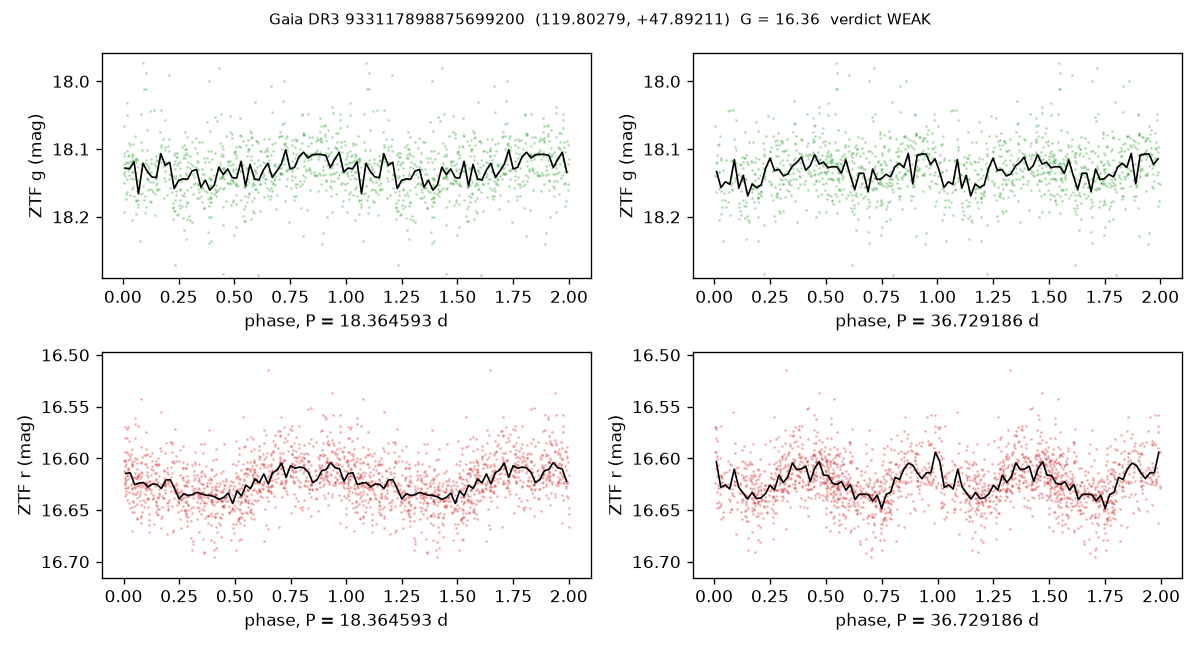 Gaia DR3 933117898875699200 (119.80279, +47.89211) G = 16.36 verdict WEAK
ZTF g (mag)
18.0
18.1
18.2
0.00 0.25 0.50 0.75 1.00 1.25 1.50 1.75 2.00
phase, P = 18.364593 d
ZTF g (mag)
18.0
18.1
18.2
0.00 0.25 0.50 0.75 1.00 1.25 1.50 1.75 2.00
phase, P = 36.729186 d
ZTF r (mag)
16.50
16.55
16.60
16.65
16.70
0.00 0.25 0.50 0.75 1.00 1.25 1.50 1.75 2.00
phase, P = 18.364593 d
ZTF r (mag)
16.50
16.55
16.60
16.65
16.70
0.00 0.25 0.50 0.75 1.00 1.25 1.50 1.75 2.00
phase, P = 36.729186 d